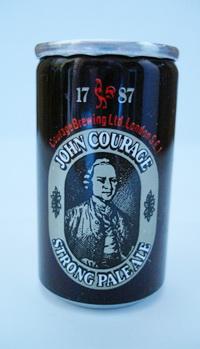 17 87
Courage Brewing Ltd. London S.E.1
JOHN COURAGE
STRONG PALE ALE